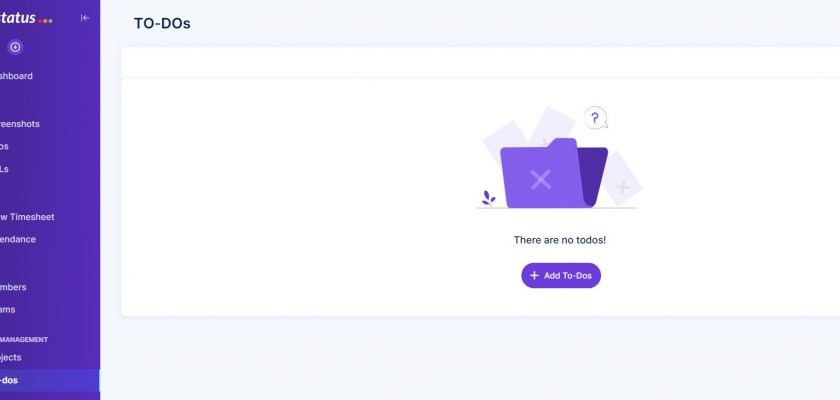 status
TO-DOs
shboard
reenshots
ps
Ls
w Timesheet
endance
mbers
ams
MANAGEMENT
jects
-dos
?
There are no todos!
+ Add To-Dos